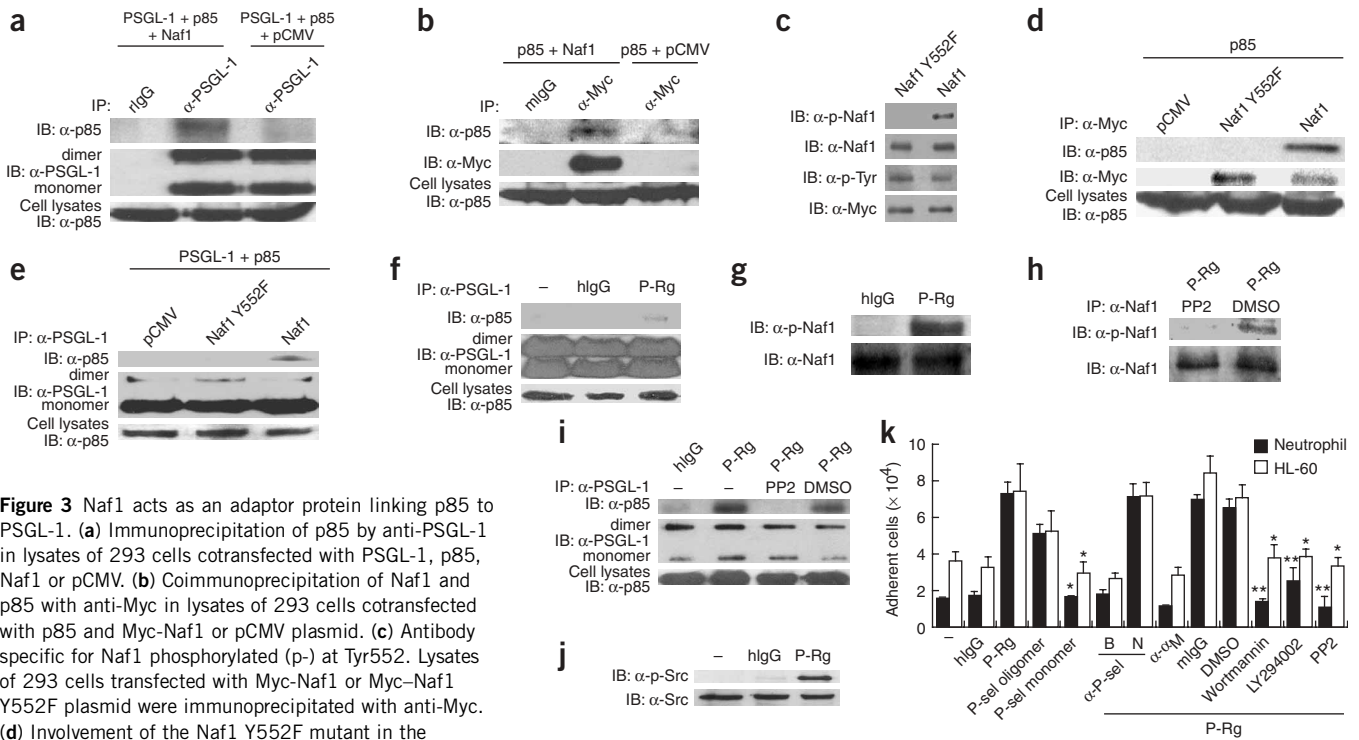 a
PSGL-1 + p85
+ Naf1
PSGL-1 + p85
+ pCMV
IP:
rIgG
α-PSGL-1
α-PSGL-1
IB: α-p85
dimer
IB: α-PSGL-1
monomer
Cell lysates
IB: α-p85
b
p85 + Naf1
p85 + pCMV
IP:
mIgG
α-Myc
α-Myc
IB: α-p85
IB: α-Myc
Cell lysates
IB: α-p85
c
Naf1 Y552F
Naf1
IB: α-p-Naf1
IB: α-Naf1
IB: α-p-Tyr
IB: α-Myc
d
p85
pCMV
Naf1 Y552F
Naf1
IP: α-Myc
IB: α-p85
IB: α-Myc
Cell lysates
IB: α-p85
e
PSGL-1 + p85
pCMV
Naf1 Y552F
Naf1
IP: α-PSGL-1
IB: α-p85
dimer
IB: α-PSGL-1
monomer
Cell lysates
IB: α-p85
f
IP: α-PSGL-1
– hIgG P-Rg
IB: α-p85
dimer
IB: α-PSGL-1
monomer
Cell lysates
IB: α-p85
g
hIgG P-Rg
IB: α-p-Naf1
IB: α-Naf1
h
P-Rg P-Rg
IP: α-Naf1 PP2 DMSO
IB: α-p-Naf1
IB: α-Naf1
i
hIgG P-Rg P-Rg P-Rg
IP: α-PSGL-1 – – PP2 DMSO
IB: α-p85
dimer
IB: α-PSGL-1
monomer
Cell lysates
IB: α-p85
j
– hIgG P-Rg
IB: α-p-Src
IB: α-Src
k
Neutrophil
HL-60
Adherent cells (× 10⁴)
10
8
6
4
2
0
*
*
**
*
**
*
**
*
–
hIgG
P-Rg
P-sel oligomer
P-sel monomer
B N
α-P-sel
α-αM
mIgG
DMSO
Wortmannin
LY294002
PP2
P-Rg
Figure 3 Naf1 acts as an adaptor protein linking p85 to
PSGL-1. (a) Immunoprecipitation of p85 by anti-PSGL-1
in lysates of 293 cells cotransfected with PSGL-1, p85,
Naf1 or pCMV. (b) Coimmunoprecipitation of Naf1 and
p85 with anti-Myc in lysates of 293 cells cotransfected
with p85 and Myc-Naf1 or pCMV plasmid. (c) Antibody
specific for Naf1 phosphorylated (p-) at Tyr552. Lysates
of 293 cells transfected with Myc-Naf1 or Myc–Naf1
Y552F plasmid were immunoprecipitated with anti-Myc.
(d) Involvement of the Naf1 Y552F mutant in the